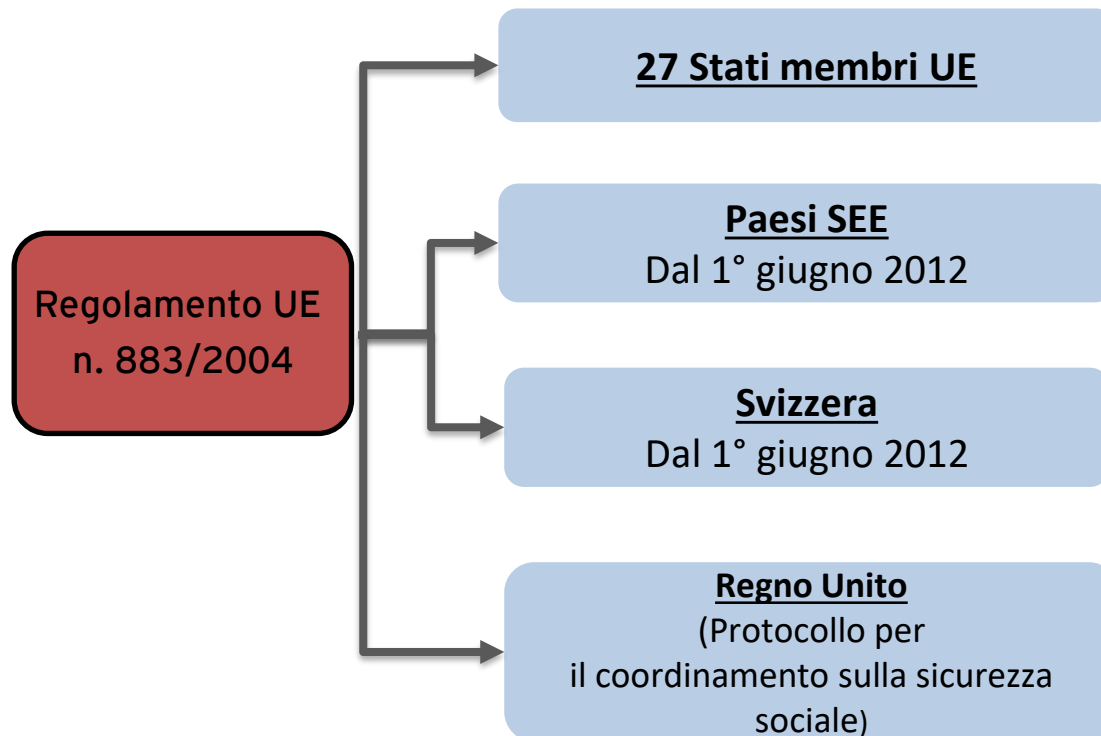 27 Stati membri UE
Paesi SEE
Dal 1° giugno 2012
Regolamento UE
n. 883/2004
Svizzera
Dal 1° giugno 2012
Regno Unito
(Protocollo per
il coordinamento sulla sicurezza
sociale)